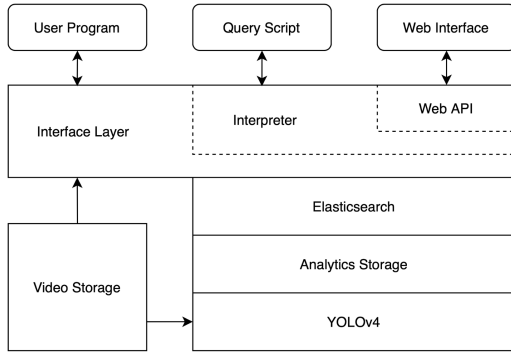 User Program
Query Script
Web Interface
Interface Layer
Interpreter
Web API
Elasticsearch
Analytics Storage
Video Storage
YOLOv4